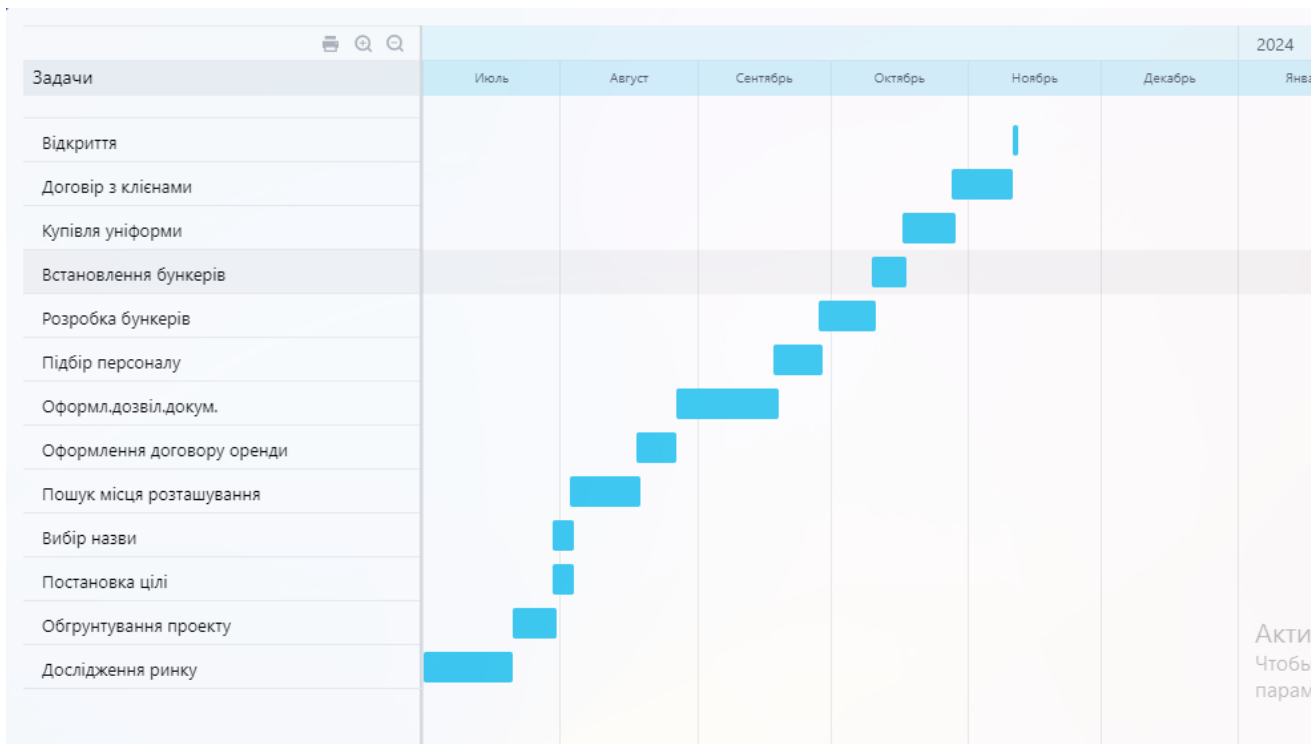 2024
Задачи
Июль Август Сентябрь Октябрь Ноябрь Декабрь
Відкриття
Договір з клієнами
Купівля уніформи
Встановлення бункерів
Розробка бункерів
Підбір персоналу
Оформл.дозвіл.докум.
Оформлення договору оренди
Пошук місця розташування
Вибір назви
Постановка цілі
Обгрунтування проекту
Дослідження ринку